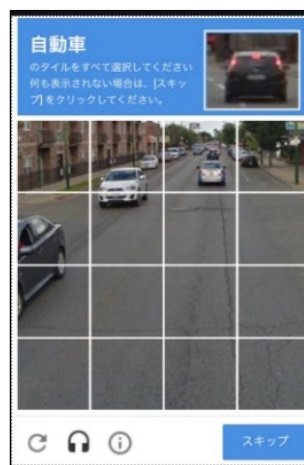 自動車
のタイルをすべて選択してください
何も表示されない場合は、[スキッ
プ] をクリックしてください。
スキップ